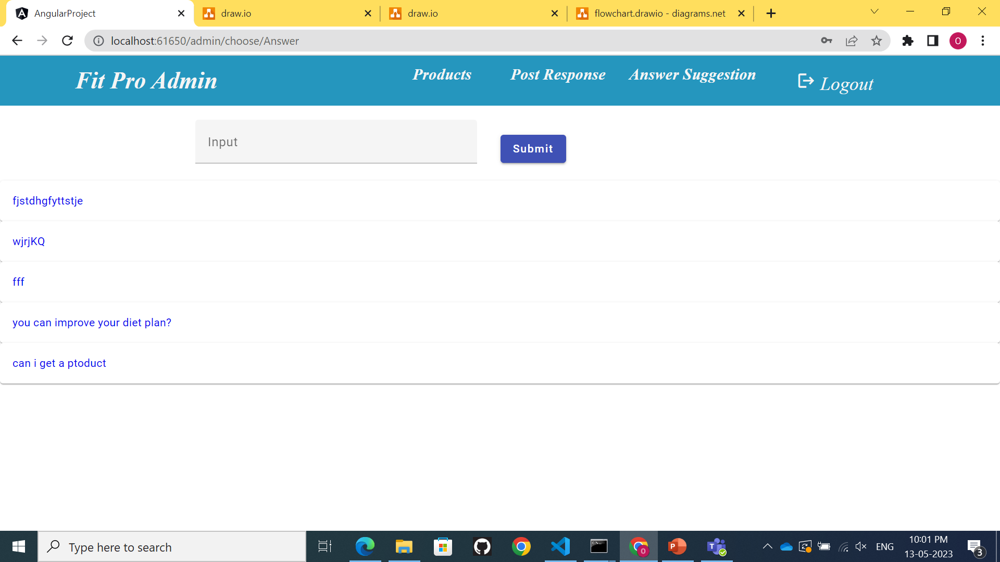 AngularProject
draw.io
draw.io
flowchart.drawio - diagrams.net
localhost:61650/admin/choose/Answer
O
Fit Pro Admin
Products
Post Response
Answer Suggestion
Logout
Input
Submit
fjstdhgfyttstje
wjrjKQ
fff
you can improve your diet plan?
can i get a ptoduct
Type here to search
ENG
10:01 PM
13-05-2023
3